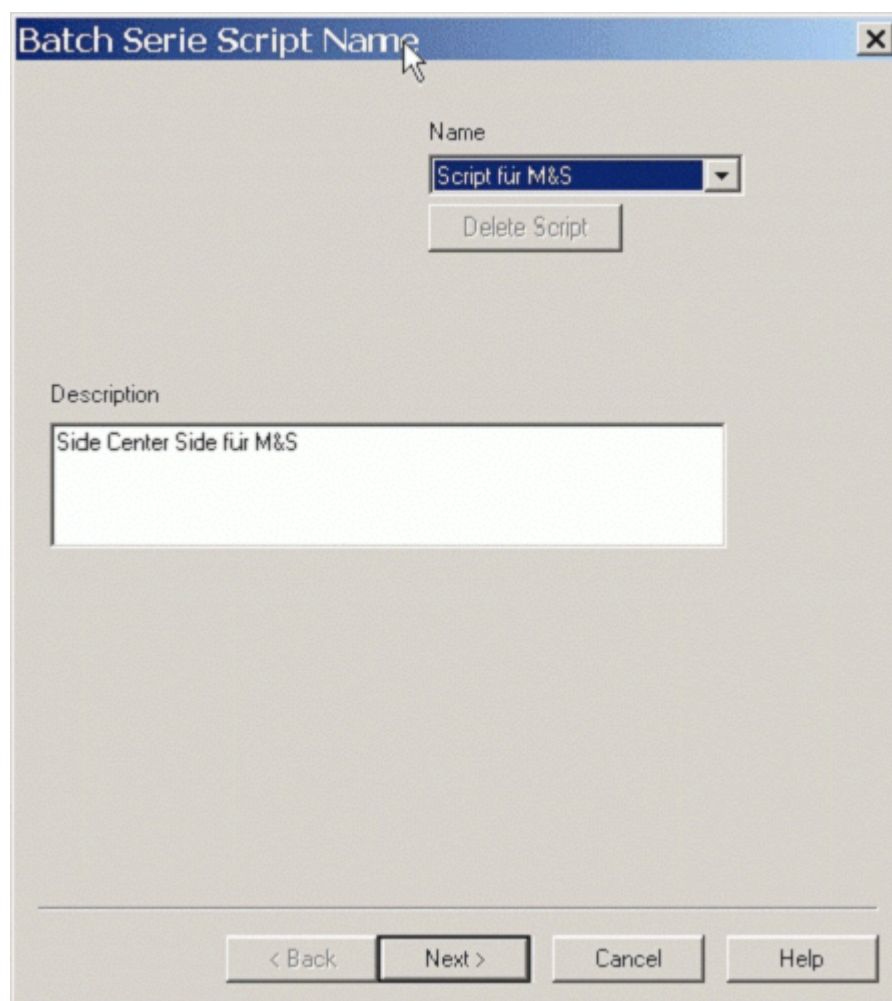 Batch Serie Script Name
Name
Script für M&S
Delete Script
Description
Side Center Side für M&S
< Back
Next >
Cancel
Help